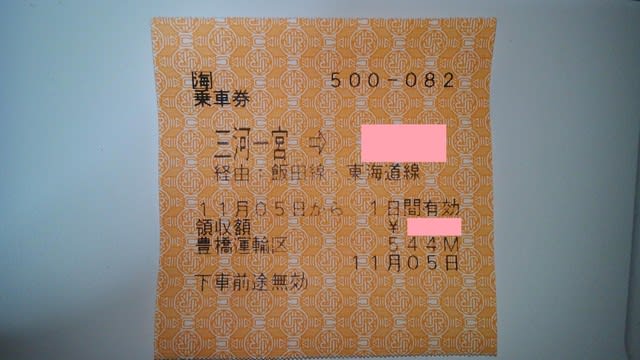 海 500-082
乗車券
三河一宮 ⇨
経由:飯田線・東海道線
11月05日から 1日間有効
領収額 ¥
豊橋運輸区 544M
11月05日
下車前途無効